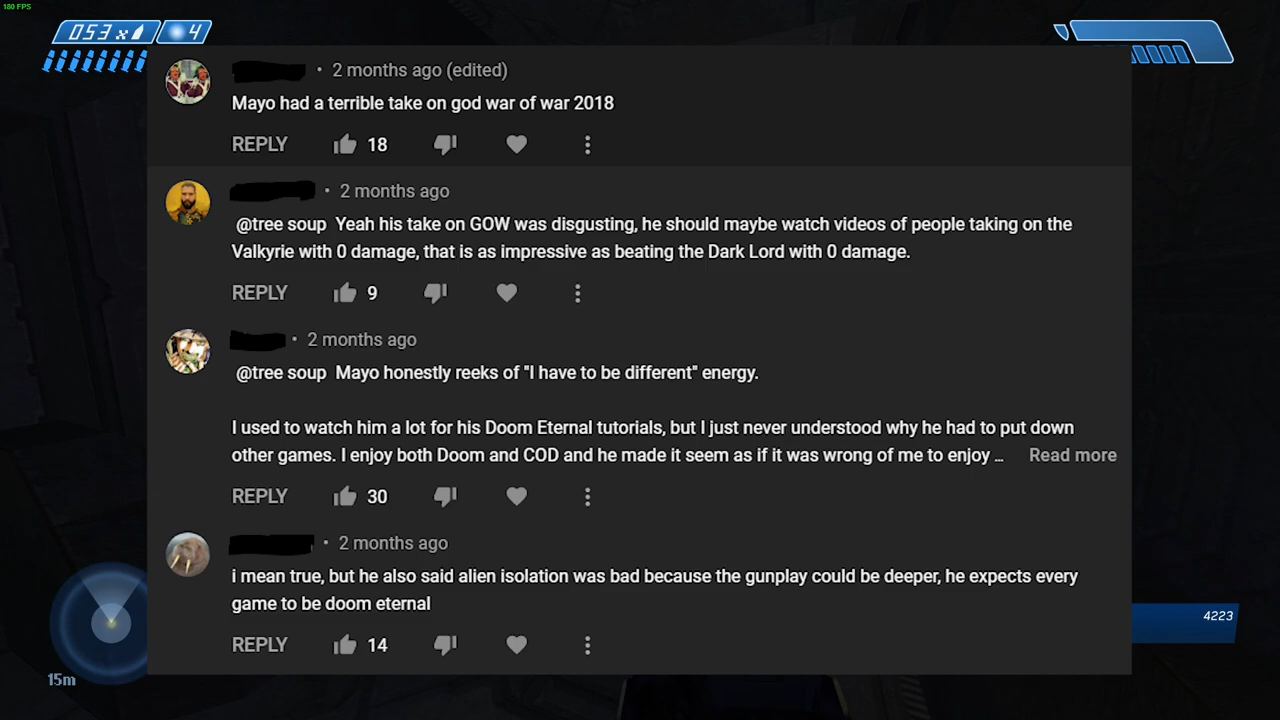 180 FPS
053 x
4
• 2 months ago (edited)
Mayo had a terrible take on god war of war 2018
REPLY 18
• 2 months ago
@tree soup Yeah his take on GOW was disgusting, he should maybe watch videos of people taking on the
Valkyrie with 0 damage, that is as impressive as beating the Dark Lord with 0 damage.
REPLY 9
• 2 months ago
@tree soup Mayo honestly reeks of "I have to be different" energy.
I used to watch him a lot for his Doom Eternal tutorials, but I just never understood why he had to put down
other games. I enjoy both Doom and COD and he made it seem as if it was wrong of me to enjoy ... Read more
REPLY 30
• 2 months ago
i mean true, but he also said alien isolation was bad because the gunplay could be deeper, he expects every
game to be doom eternal
REPLY 14
4223
15m